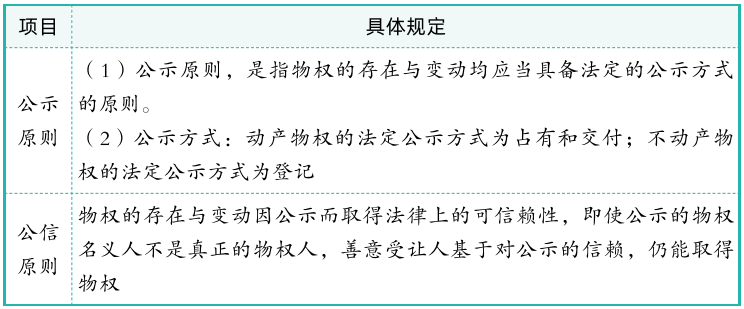 项目 具体规定
公示原则
（1）公示原则，是指物权的存在与变动均应当具备法定的公示方式
的原则。
（2）公示方式：动产物权的法定公示方式为占有和交付；不动产物
权的法定公示方式为登记
公信原则
物权的存在与变动因公示而取得法律上的可信赖性，即使公示的物权
名义人不是真正的物权人，善意受让人基于对公示的信赖，仍能取得
物权